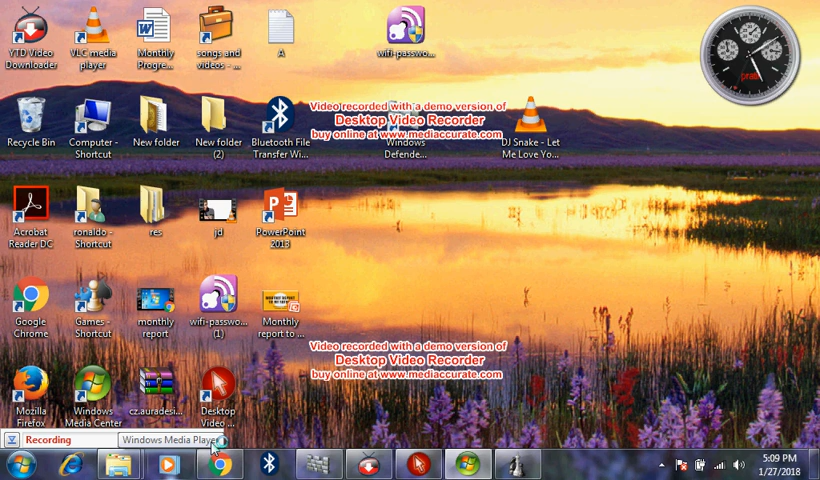 YTD Video
Downloader
VLC media
player
Monthly
Progre...
songs and
videos - ...
A
wifi-passwo...
Recycle Bin
Computer -
Shortcut
New folder
New folder
(2)
Bluetooth File
Transfer Wi...
Windows
Defende...
DJ Snake - Let
Me Love Yo...
Video recorded with a demo version of
Desktop Video Recorder
buy online at www.mediaccurate.com
Acrobat
Reader DC
ronaldo -
Shortcut
res
jd
PowerPoint
2013
Google
Chrome
Games -
Shortcut
monthly
report
wifi-passwo...
(1)
Monthly
report to ...
Video recorded with a demo version of
Desktop Video Recorder
buy online at www.mediaccurate.com
Mozilla
Firefox
Windows
Media Center
cz.auradesi...
Desktop
Video ...
Recording
Windows Media Player
5:09 PM
1/27/2018